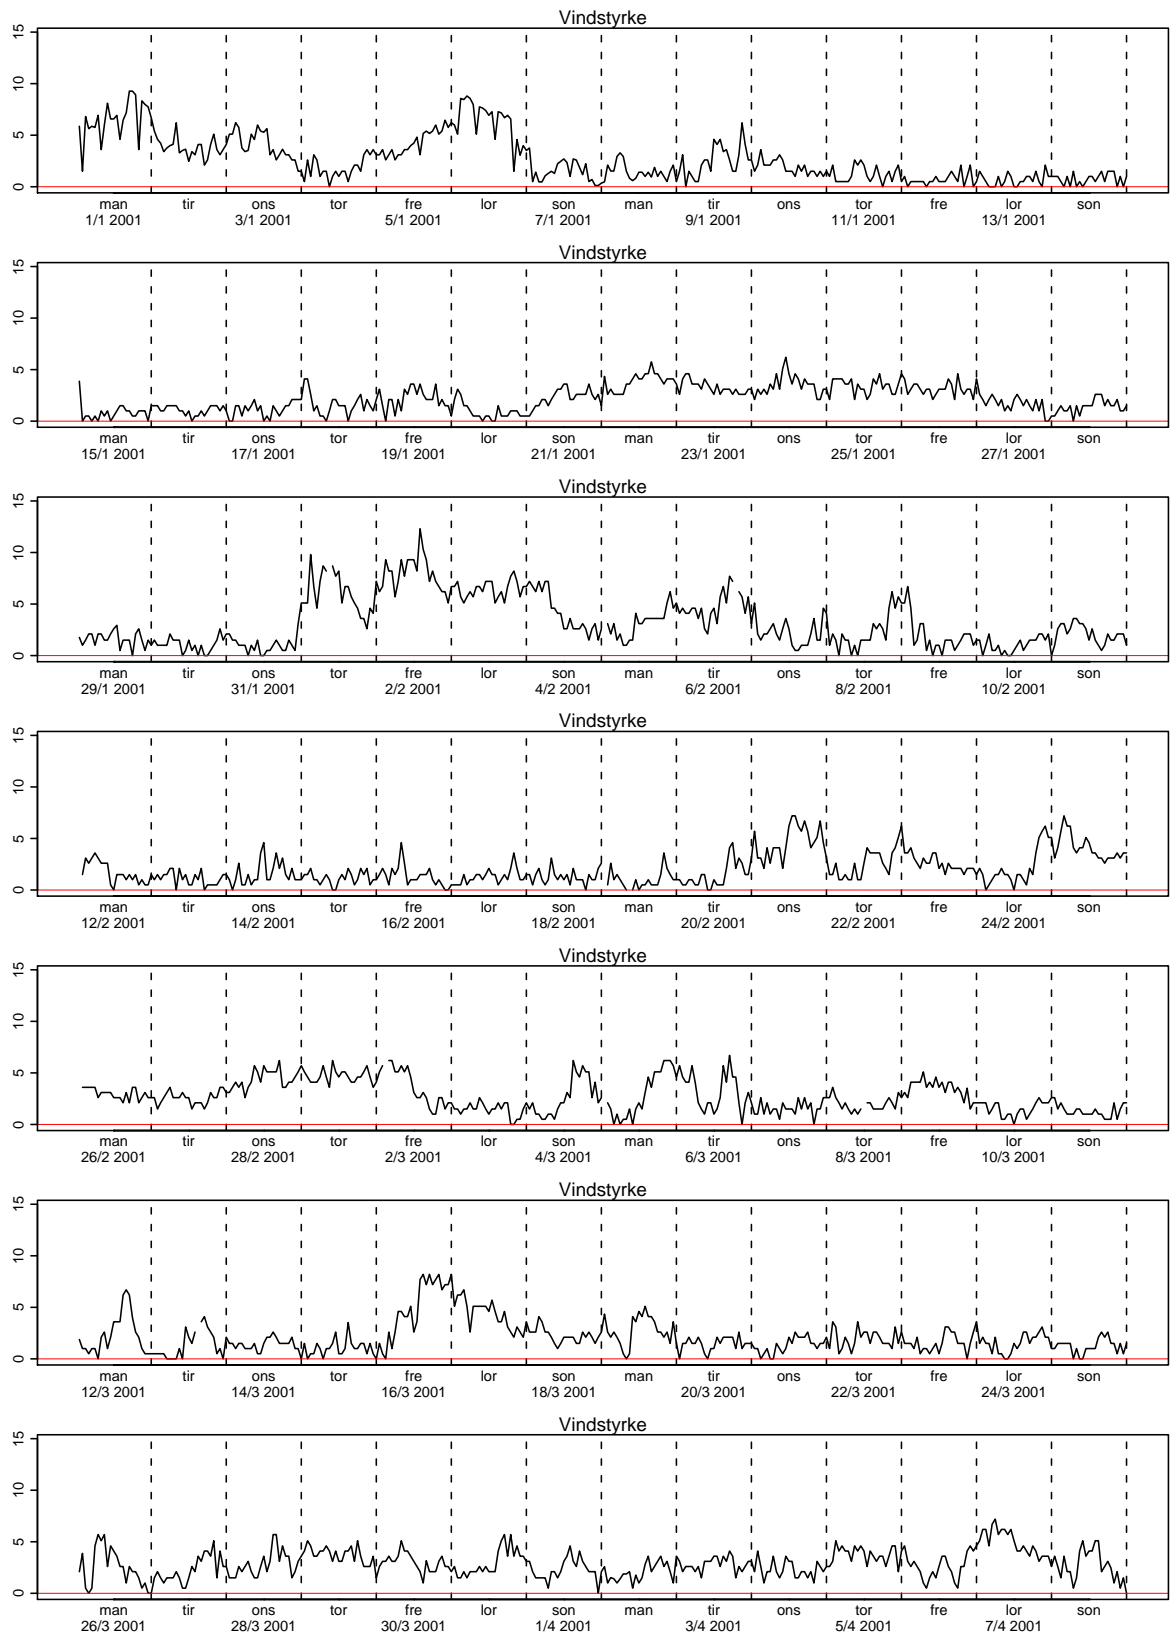 Vindstyrke
0 5 10 15
man tir ons tor fre lor son man tir ons tor fre lor son
1/1 2001 3/1 2001 5/1 2001 7/1 2001 9/1 2001 11/1 2001 13/1 2001
Vindstyrke
0 5 10 15
man tir ons tor fre lor son man tir ons tor fre lor son
15/1 2001 17/1 2001 19/1 2001 21/1 2001 23/1 2001 25/1 2001 27/1 2001
Vindstyrke
0 5 10 15
man tir ons tor fre lor son man tir ons tor fre lor son
29/1 2001 31/1 2001 2/2 2001 4/2 2001 6/2 2001 8/2 2001 10/2 2001
Vindstyrke
0 5 10 15
man tir ons tor fre lor son man tir ons tor fre lor son
12/2 2001 14/2 2001 16/2 2001 18/2 2001 20/2 2001 22/2 2001 24/2 2001
Vindstyrke
0 5 10 15
man tir ons tor fre lor son man tir ons tor fre lor son
26/2 2001 28/2 2001 2/3 2001 4/3 2001 6/3 2001 8/3 2001 10/3 2001
Vindstyrke
0 5 10 15
man tir ons tor fre lor son man tir ons tor fre lor son
12/3 2001 14/3 2001 16/3 2001 18/3 2001 20/3 2001 22/3 2001 24/3 2001
Vindstyrke
0 5 10 15
man tir ons tor fre lor son man tir ons tor fre lor son
26/3 2001 28/3 2001 30/3 2001 1/4 2001 3/4 2001 5/4 2001 7/4 2001